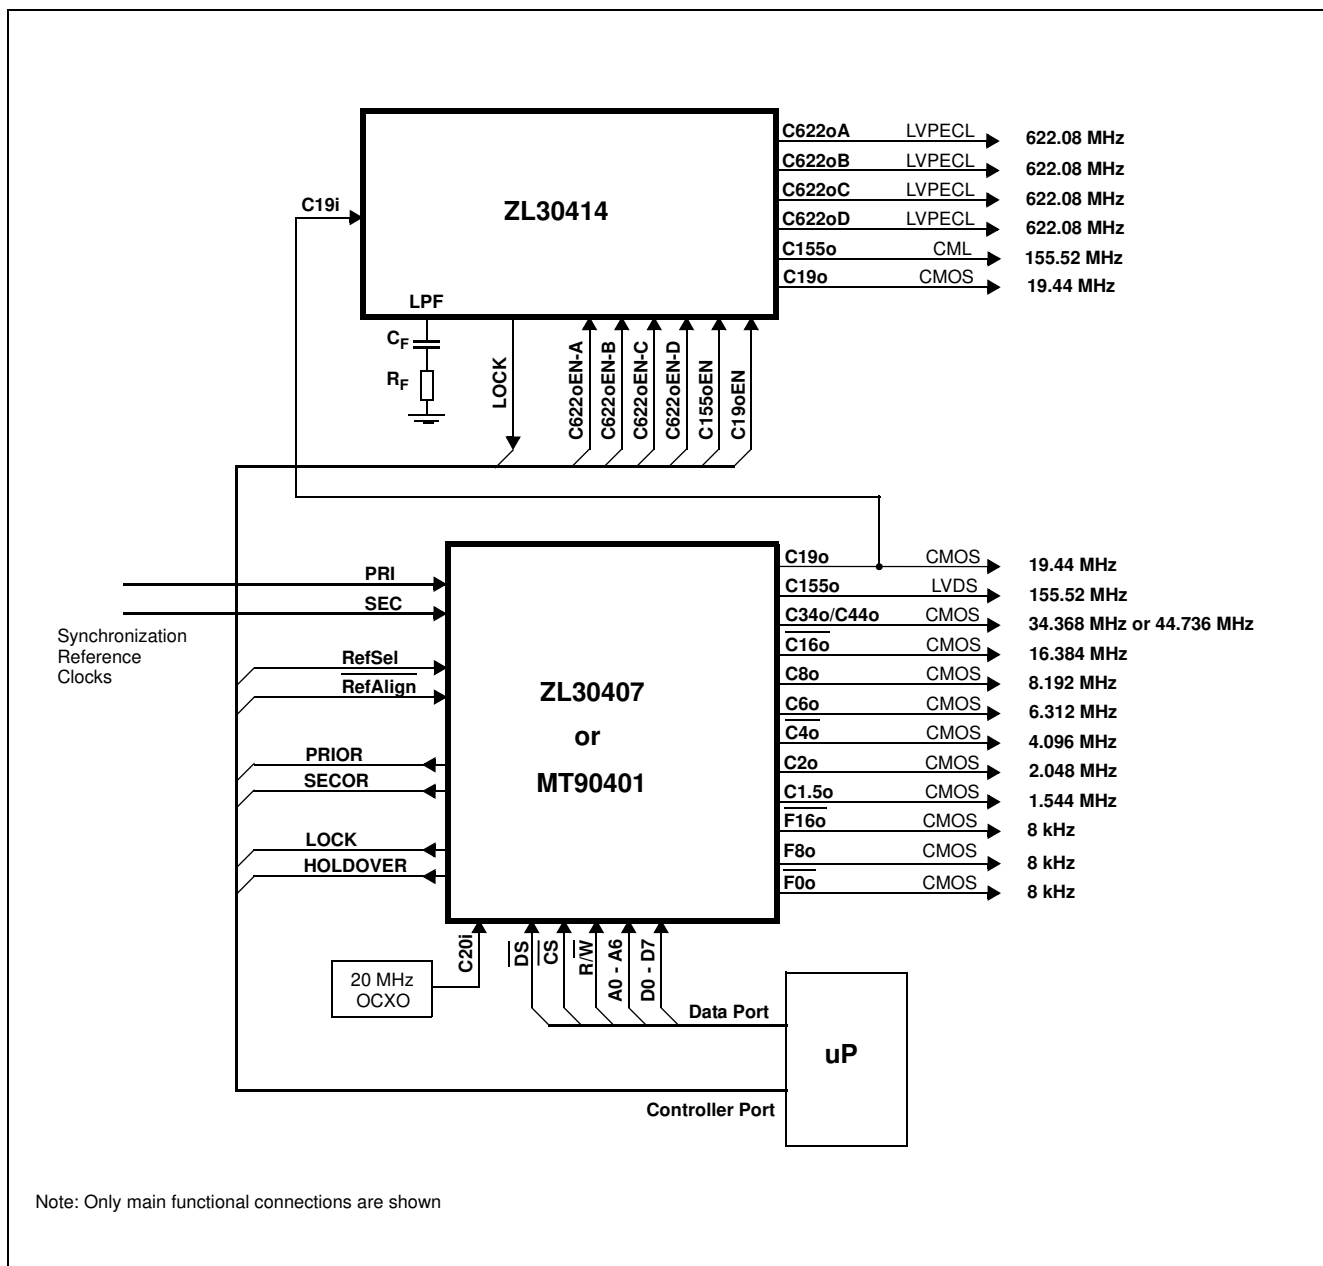 C622oA LVPECL 622.08 MHz
C622oB LVPECL 622.08 MHz
C622oC LVPECL 622.08 MHz
C622oD LVPECL 622.08 MHz
C155o CML 155.52 MHz
C19o CMOS 19.44 MHz
C19i
ZL30414
LPF
CF
RF
LOCK
C622oEN-A
C622oEN-B
C622oEN-C
C622oEN-D
C155oEN
C19oEN
PRI
SEC
Synchronization
Reference
Clocks
RefSel
RefAlign
PRIOR
SECOR
LOCK
HOLDOVER
ZL30407
or
MT90401
C19o CMOS 19.44 MHz
C155o LVDS 155.52 MHz
C34o/C44o CMOS 34.368 MHz or 44.736 MHz
C16o CMOS 16.384 MHz
C8o CMOS 8.192 MHz
C6o CMOS 6.312 MHz
C4o CMOS 4.096 MHz
C2o CMOS 2.048 MHz
C1.5o CMOS 1.544 MHz
F16o CMOS 8 kHz
F8o CMOS 8 kHz
F0o CMOS 8 kHz
C20i
DS
CS
R/W
A0 - A6
D0 - D7
20 MHz
OCXO
Data Port
uP
Controller Port
Note: Only main functional connections are shown